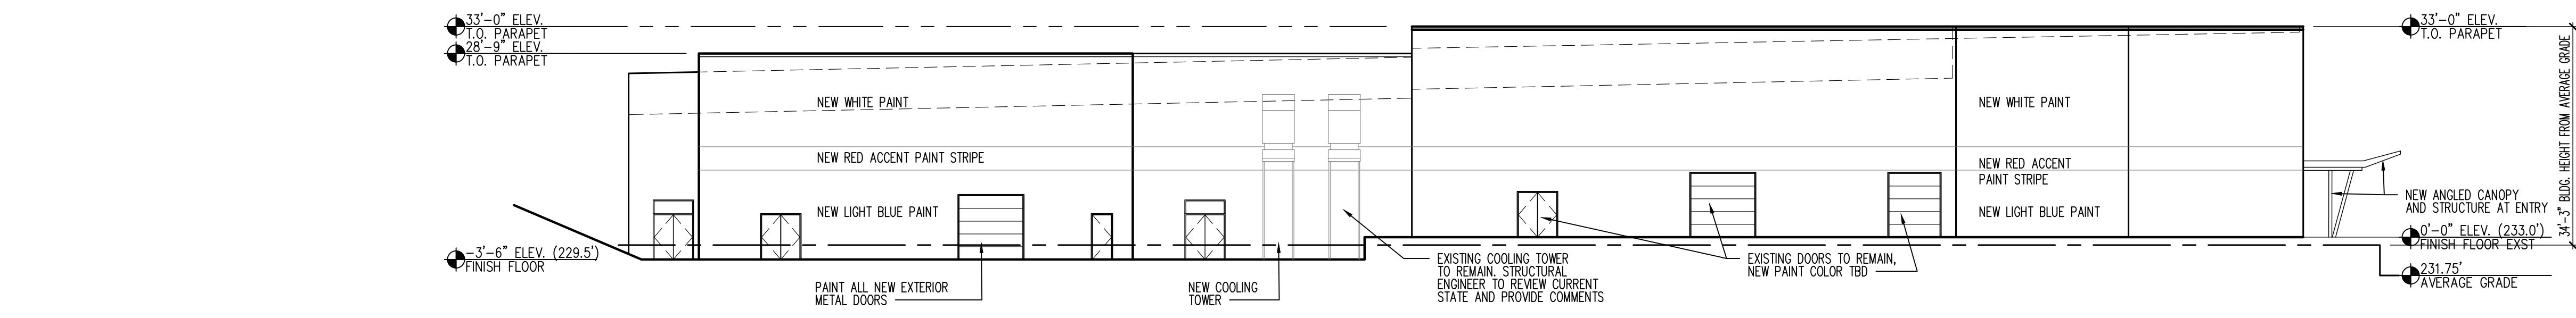 33'-0" ELEV.
T.O. PARAPET
28'-9" ELEV.
T.O. PARAPET
33'-0" ELEV.
T.O. PARAPET
34'-3" BLDG. HEIGHT FROM AVERAGE GRADE
NEW WHITE PAINT
NEW RED ACCENT PAINT STRIPE
NEW LIGHT BLUE PAINT
NEW WHITE PAINT
NEW RED ACCENT
PAINT STRIPE
NEW LIGHT BLUE PAINT
NEW ANGLED CANOPY
AND STRUCTURE AT ENTRY
-3'-6" ELEV. (229.5')
FINISH FLOOR
0'-0" ELEV. (233.0')
FINISH FLOOR EXST
231.75'
AVERAGE GRADE
PAINT ALL NEW EXTERIOR
METAL DOORS
NEW COOLING
TOWER
EXISTING COOLING TOWER
TO REMAIN. STRUCTURAL
ENGINEER TO REVIEW CURRENT
STATE AND PROVIDE COMMENTS
EXISTING DOORS TO REMAIN,
NEW PAINT COLOR TBD